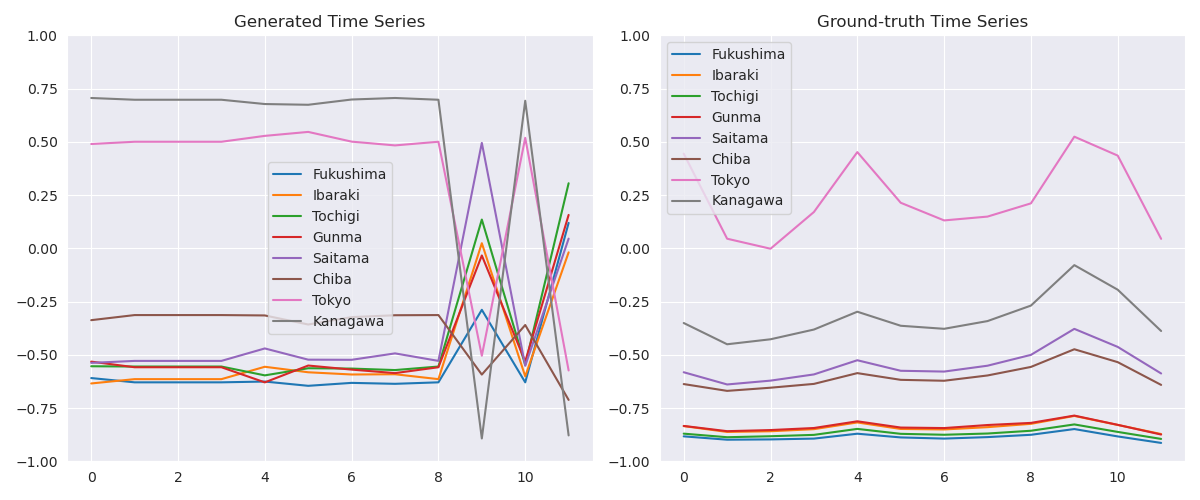 Generated Time Series
1.00
0.75
0.50
0.25
0.00
−0.25
−0.50
−0.75
−1.00
0 2 4 6 8 10
Fukushima
Ibaraki
Tochigi
Gunma
Saitama
Chiba
Tokyo
Kanagawa
Ground-truth Time Series
1.00
0.75
0.50
0.25
0.00
−0.25
−0.50
−0.75
−1.00
0 2 4 6 8 10
Fukushima
Ibaraki
Tochigi
Gunma
Saitama
Chiba
Tokyo
Kanagawa